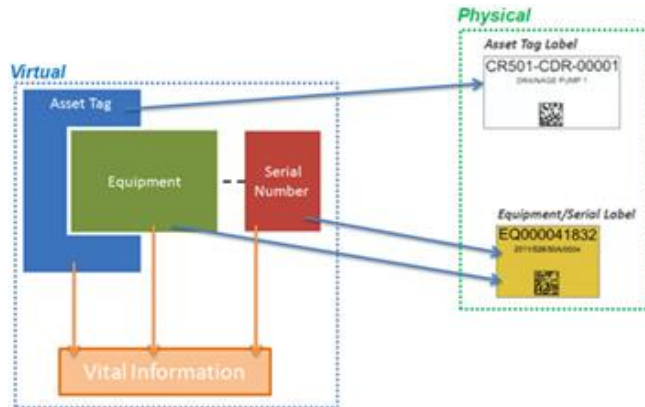 Physical
Asset Tag Label
CR501-CDR-00001
DRAINAGE PUMP 1
Virtual
Asset Tag
Equipment
Serial
Number
Equipment/Serial Label
EQ000041832
Vital Information